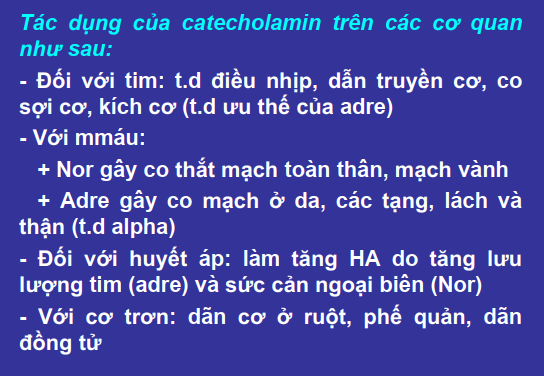 Tác dụng của catecholamin trên các cơ quan
như sau:
- Đối với tim: t.d điều nhịp, dẫn truyền cơ, co
sợi cơ, kích cơ (t.d ưu thế của adre)
- Với mmáu:
+ Nor gây co thắt mạch toàn thân, mạch vành
+ Adre gây co mạch ở da, các tạng, lách và
thận (t.d alpha)
- Đối với huyết áp: làm tăng HA do tăng lưu
lượng tim (adre) và sức cản ngoại biên (Nor)
- Với cơ trơn: dãn cơ ở ruột, phế quản, dãn
đồng tử